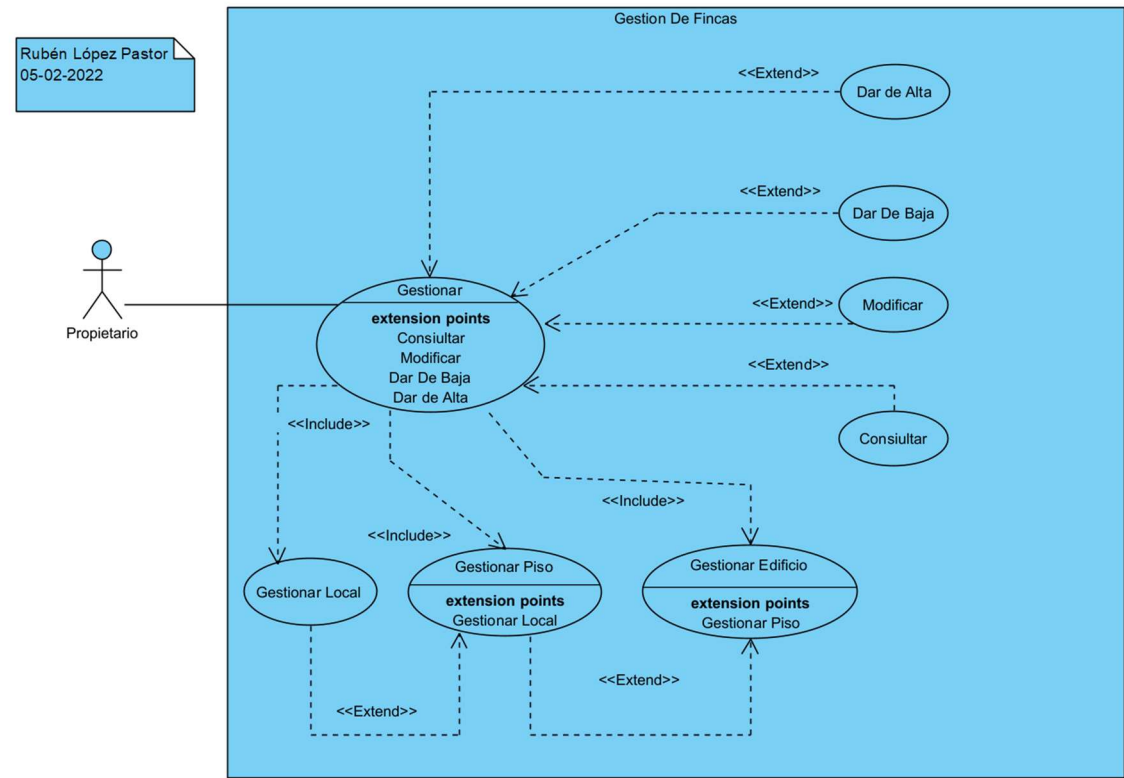 Gestion De Fincas
Rubén López Pastor
05-02-2022
<<Extend>>
Dar de Alta
<<Extend>>
Dar De Baja
Propietario
Gestionar
extension points
Consiultar
Modificar
Dar De Baja
Dar de Alta
<<Extend>>
Modificar
<<Extend>>
Consiultar
<<Include>>
<<Include>>
<<Include>>
Gestionar Local
Gestionar Piso
extension points
Gestionar Local
Gestionar Edificio
extension points
Gestionar Piso
<<Extend>>
<<Extend>>